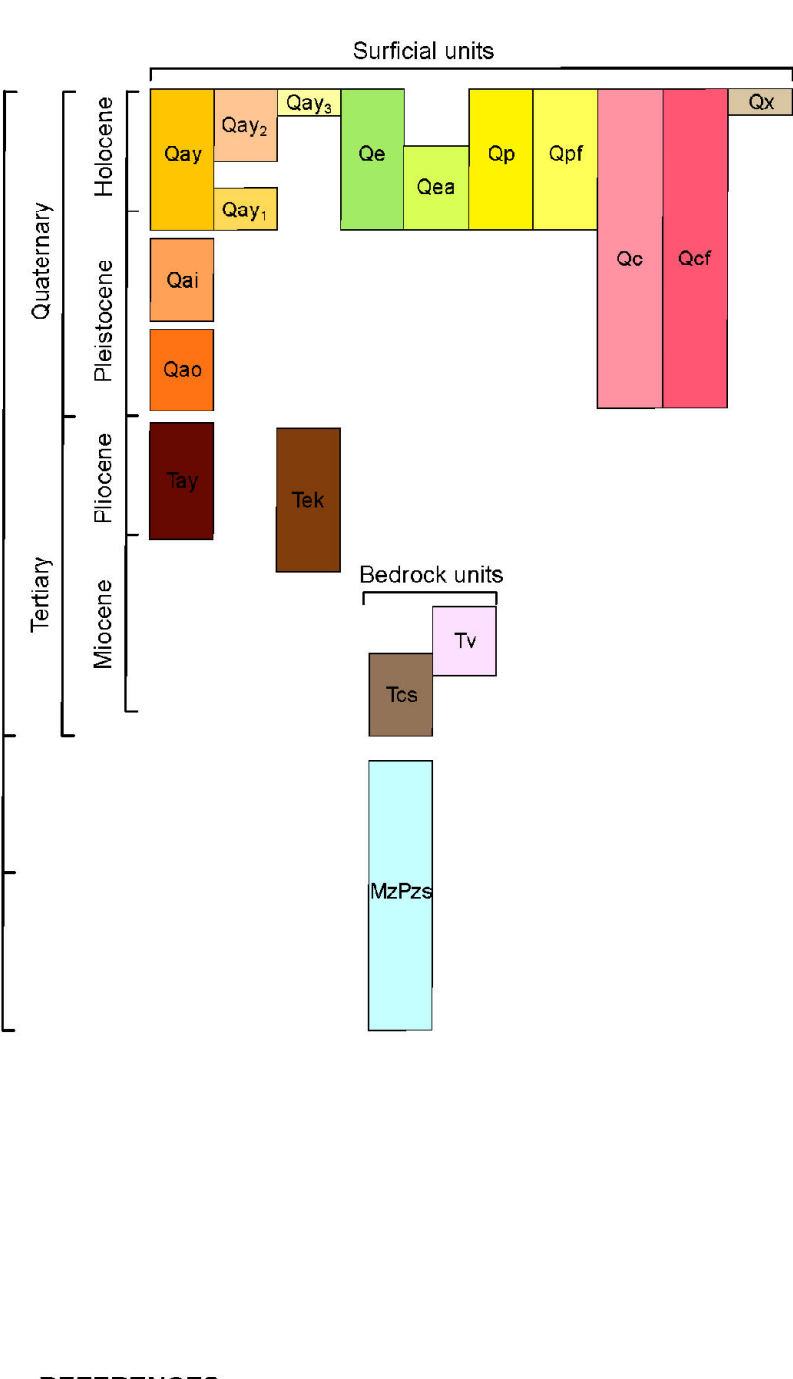 Surficial units
Quaternary
Tertiary
Holocene
Pleistocene
Pliocene
Miocene
Qay
Qay₂
Qay₃
Qe
Qp
Qpf
Qx
Qea
Qay₁
Qc
Qcf
Qai
Qao
Tay
Tek
Bedrock units
Tv
Tcs
MzPzs